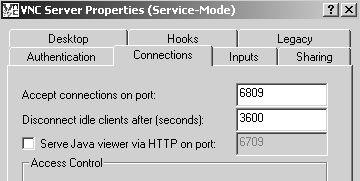 VNC Server Properties (Service-Mode)
Desktop Hooks Legacy
Authentication Connections Inputs Sharing
Accept connections on port: 6809
Disconnect idle clients after (seconds): 3600
Serve Java viewer via HTTP on port: 6709
Access Control